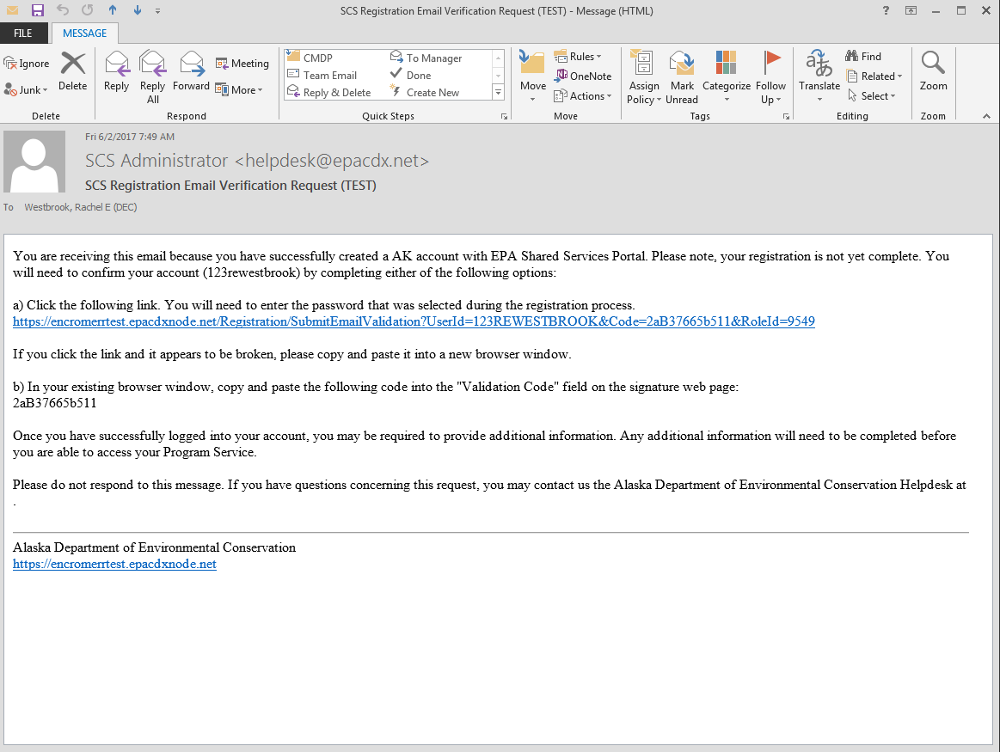 SCS Registration Email Verification Request (TEST) - Message (HTML)
?
FILE
MESSAGE
Ignore
Junk
Delete
Delete
Reply
Reply All
Forward
Meeting
More
Respond
CMDP
Team Email
Reply & Delete
To Manager
Done
Create New
Quick Steps
Move
Rules
OneNote
Actions
Move
Assign Policy
Mark Unread
Categorize
Follow Up
Tags
Translate
Find
Related
Select
Editing
Zoom
Zoom
Fri 6/2/2017 7:49 AM
SCS Administrator <helpdesk@epacdx.net>
SCS Registration Email Verification Request (TEST)
To Westbrook, Rachel E (DEC)
You are receiving this email because you have successfully created a AK account with EPA Shared Services Portal. Please note, your registration is not yet complete. You
will need to confirm your account (123rewestbrook) by completing either of the following options:
a) Click the following link. You will need to enter the password that was selected during the registration process.
https://encromerrtest.epacdxnode.net/Registration/SubmitEmailValidation?UserId=123REWESTBROOK&Code=2aB37665b511&RoleId=9549
If you click the link and it appears to be broken, please copy and paste it into a new browser window.
b) In your existing browser window, copy and paste the following code into the "Validation Code" field on the signature web page:
2aB37665b511
Once you have successfully logged into your account, you may be required to provide additional information. Any additional information will need to be completed before
you are able to access your Program Service.
Please do not respond to this message. If you have questions concerning this request, you may contact us the Alaska Department of Environmental Conservation Helpdesk at
.
Alaska Department of Environmental Conservation
https://encromerrtest.epacdxnode.net